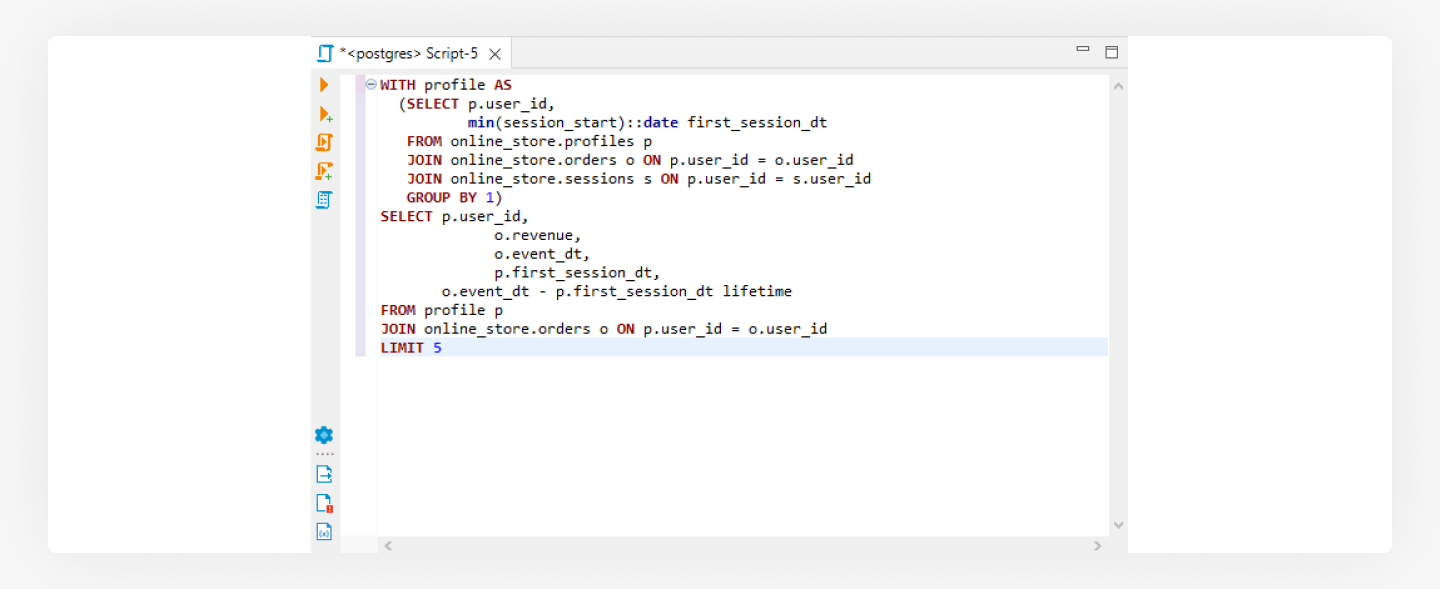 *<postgres> Script-5
WITH profile AS
(SELECT p.user_id,
min(session_start)::date first_session_dt
FROM online_store.profiles p
JOIN online_store.orders o ON p.user_id = o.user_id
JOIN online_store.sessions s ON p.user_id = s.user_id
GROUP BY 1)
SELECT p.user_id,
o.revenue,
o.event_dt,
p.first_session_dt,
o.event_dt - p.first_session_dt lifetime
FROM profile p
JOIN online_store.orders o ON p.user_id = o.user_id
LIMIT 5